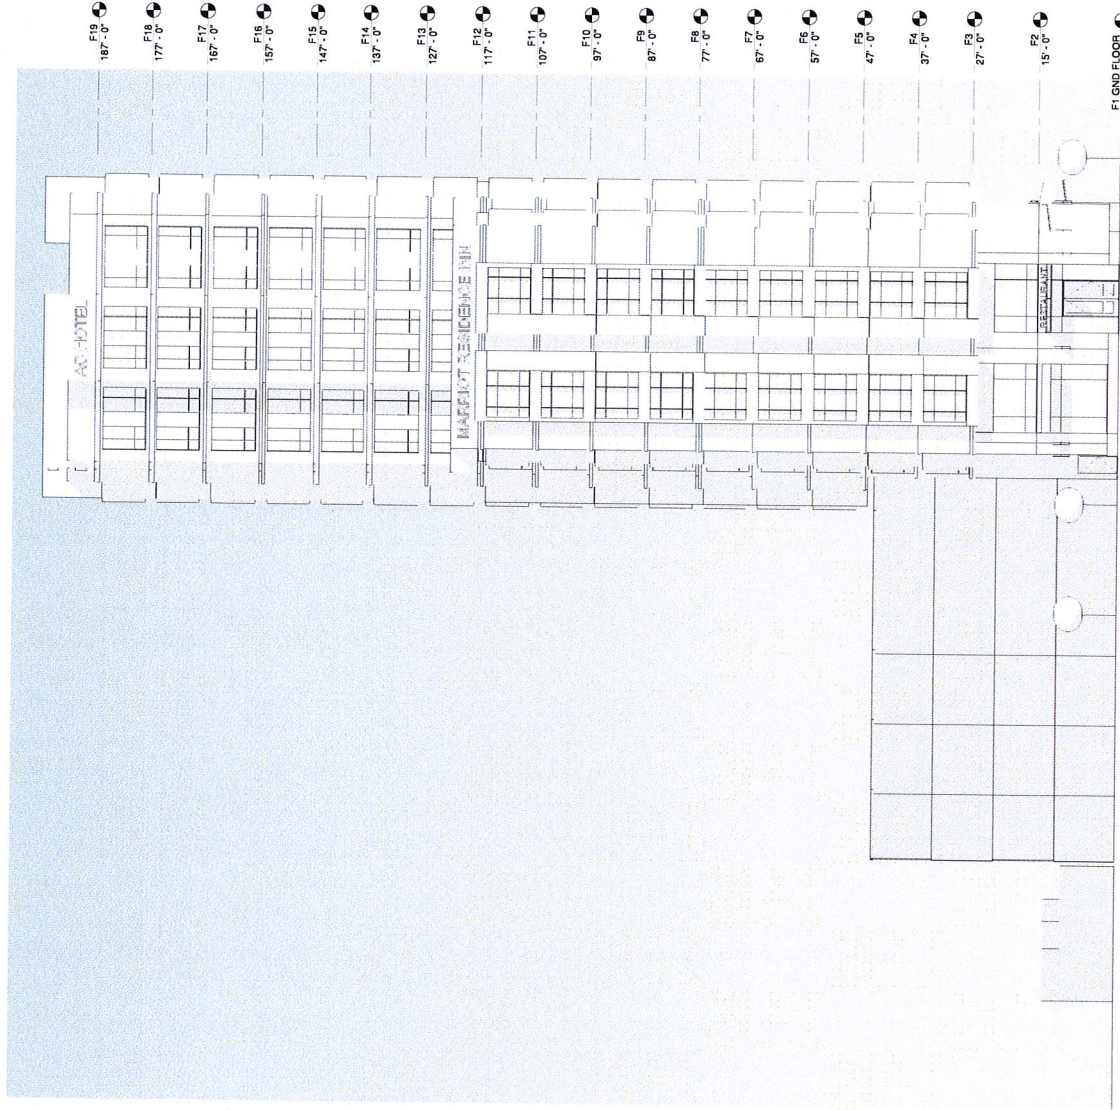 F19
187' - 0"
F18
177' - 0"
F17
167' - 0"
F16
157' - 0"
F15
147' - 0"
F14
137' - 0"
F13
127' - 0"
F12
117' - 0"
F11
107' - 0"
F10
97' - 0"
F9
87' - 0"
F8
77' - 0"
F7
67' - 0"
F6
57' - 0"
F5
47' - 0"
F4
37' - 0"
F3
27' - 0"
F2
15' - 0"
F1 GND FLOOR
AC HOTEL
MARRIOT RESIDENCE INN
RESTAURANT